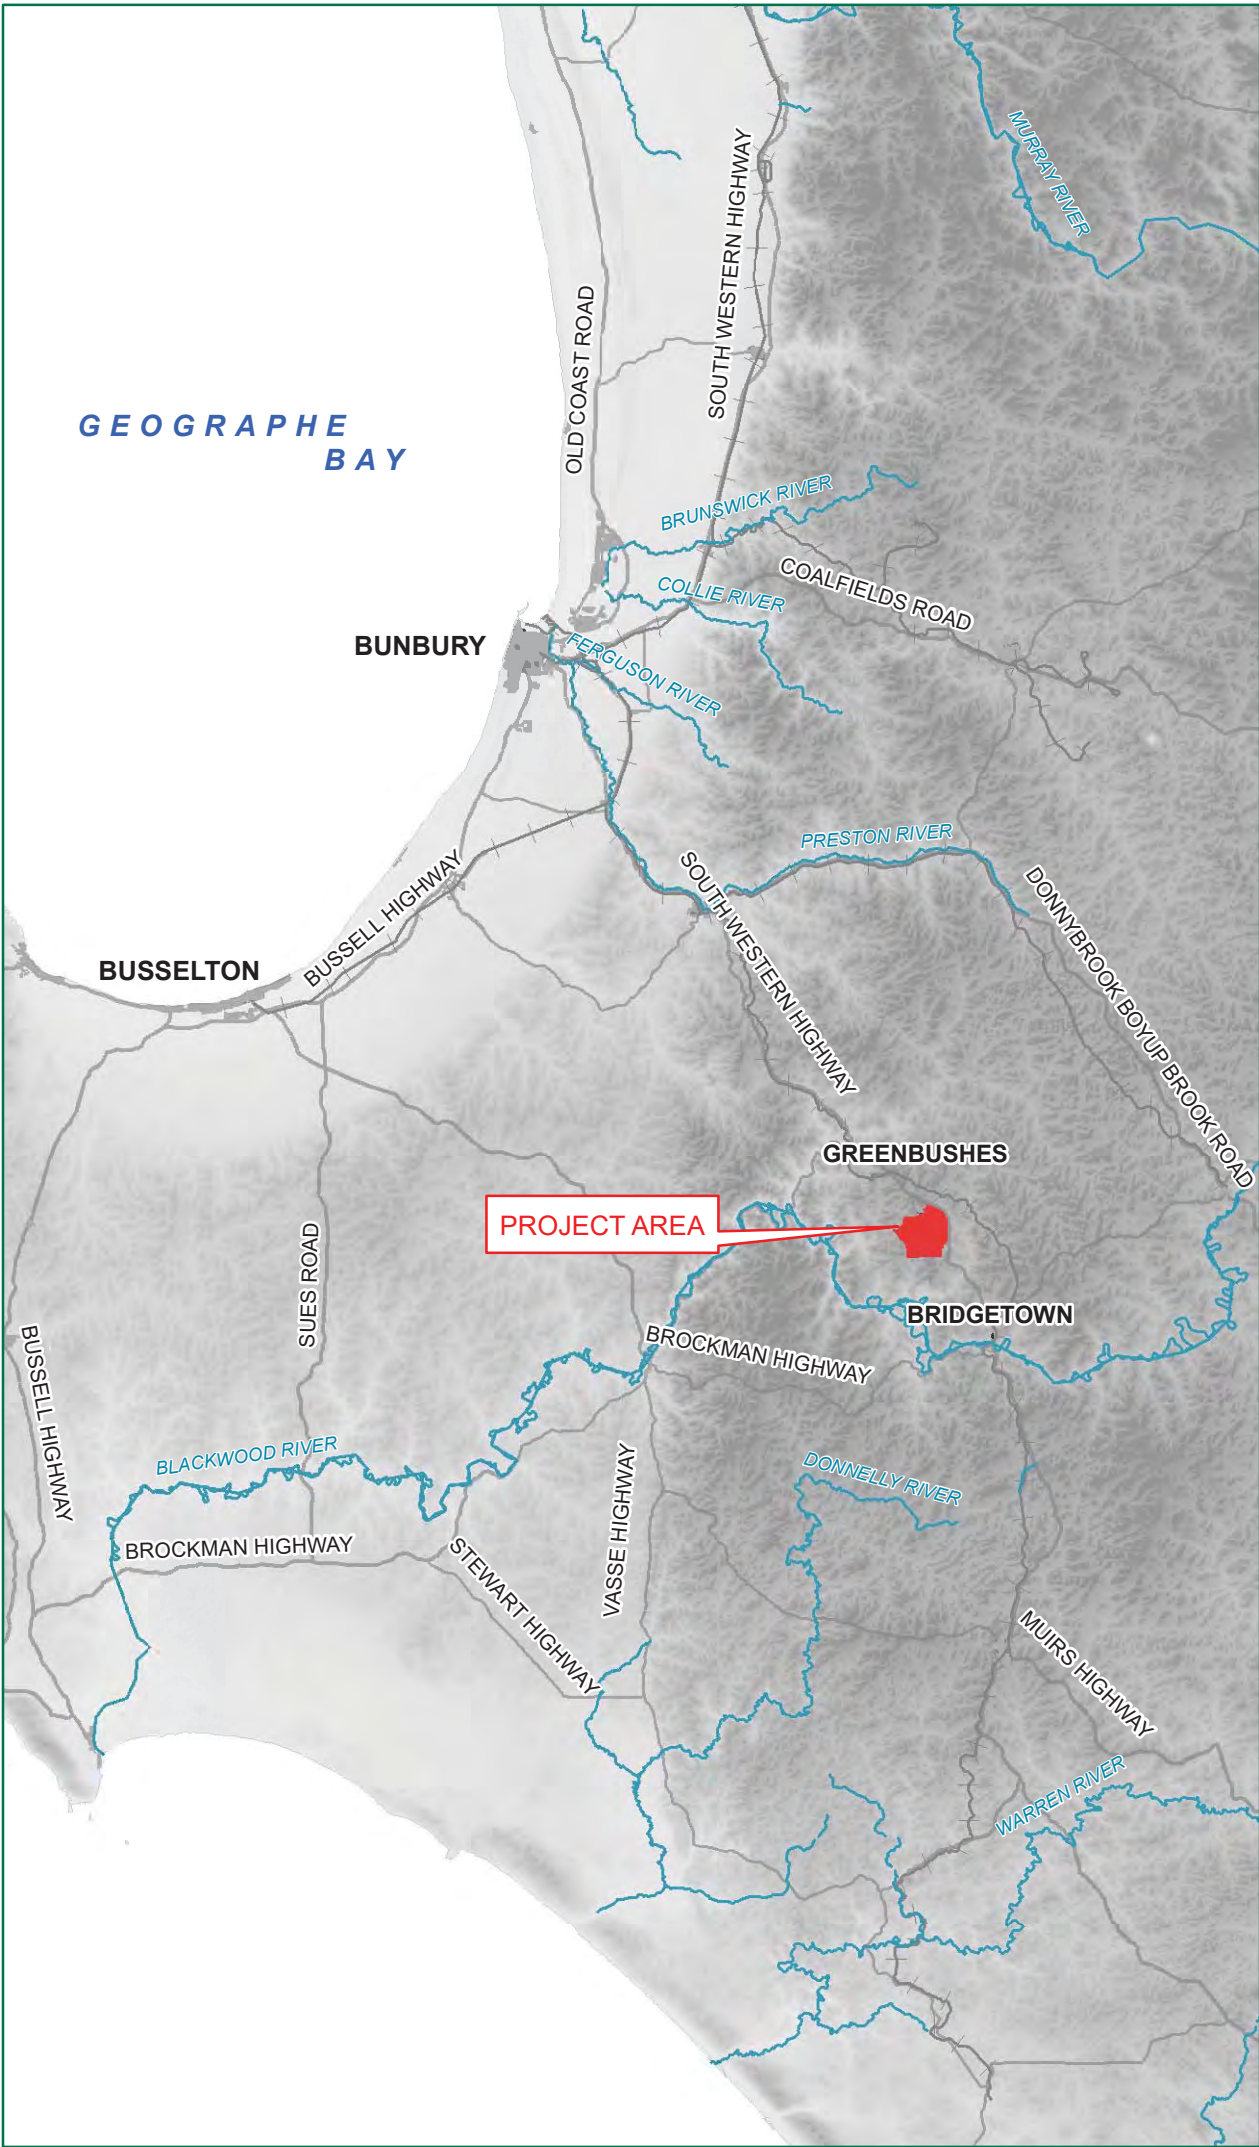 MURRAY RIVER
SOUTH WESTERN HIGHWAY
OLD COAST ROAD
GEOGRAPHE
BAY
BRUNSWICK RIVER
COALFIELDS ROAD
COLLIE RIVER
BUNBURY
FERGUSON RIVER
PRESTON RIVER
SOUTH WESTERN HIGHWAY
DONNYBROOK BOYUP BROOK ROAD
BUSSELL HIGHWAY
BUSSELTON
GREENBUSHES
PROJECT AREA
SUES ROAD
BRIDGETOWN
BROCKMAN HIGHWAY
BUSSELL HIGHWAY
BLACKWOOD RIVER
DONNELLY RIVER
VASSE HIGHWAY
BROCKMAN HIGHWAY
STEWART HIGHWAY
MUIRS HIGHWAY
WARREN RIVER